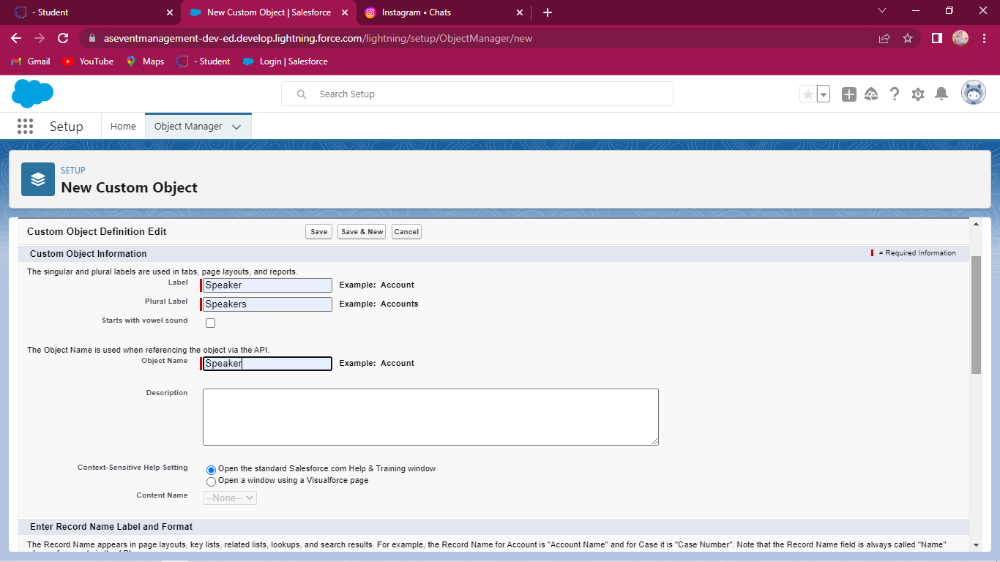 - Student
New Custom Object | Salesforce
Instagram • Chats
aseventmanagement-dev-ed.develop.lightning.force.com/lightning/setup/ObjectManager/new
Gmail
YouTube
Maps
- Student
Login | Salesforce
Search Setup
Setup
Home
Object Manager
SETUP
New Custom Object
Custom Object Definition Edit
Save
Save & New
Cancel
Custom Object Information
= Required Information
The singular and plural labels are used in tabs, page layouts, and reports.
Label
Speaker
Example: Account
Plural Label
Speakers
Example: Accounts
Starts with vowel sound
The Object Name is used when referencing the object via the API.
Object Name
Speaker
Example: Account
Description
Context-Sensitive Help Setting
Open the standard Salesforce.com Help & Training window
Open a window using a Visualforce page
Content Name
--None--
Enter Record Name Label and Format
The Record Name appears in page layouts, key lists, related lists, lookups, and search results. For example, the Record Name for Account is "Account Name" and for Case it is "Case Number". Note that the Record Name field is always called "Name"